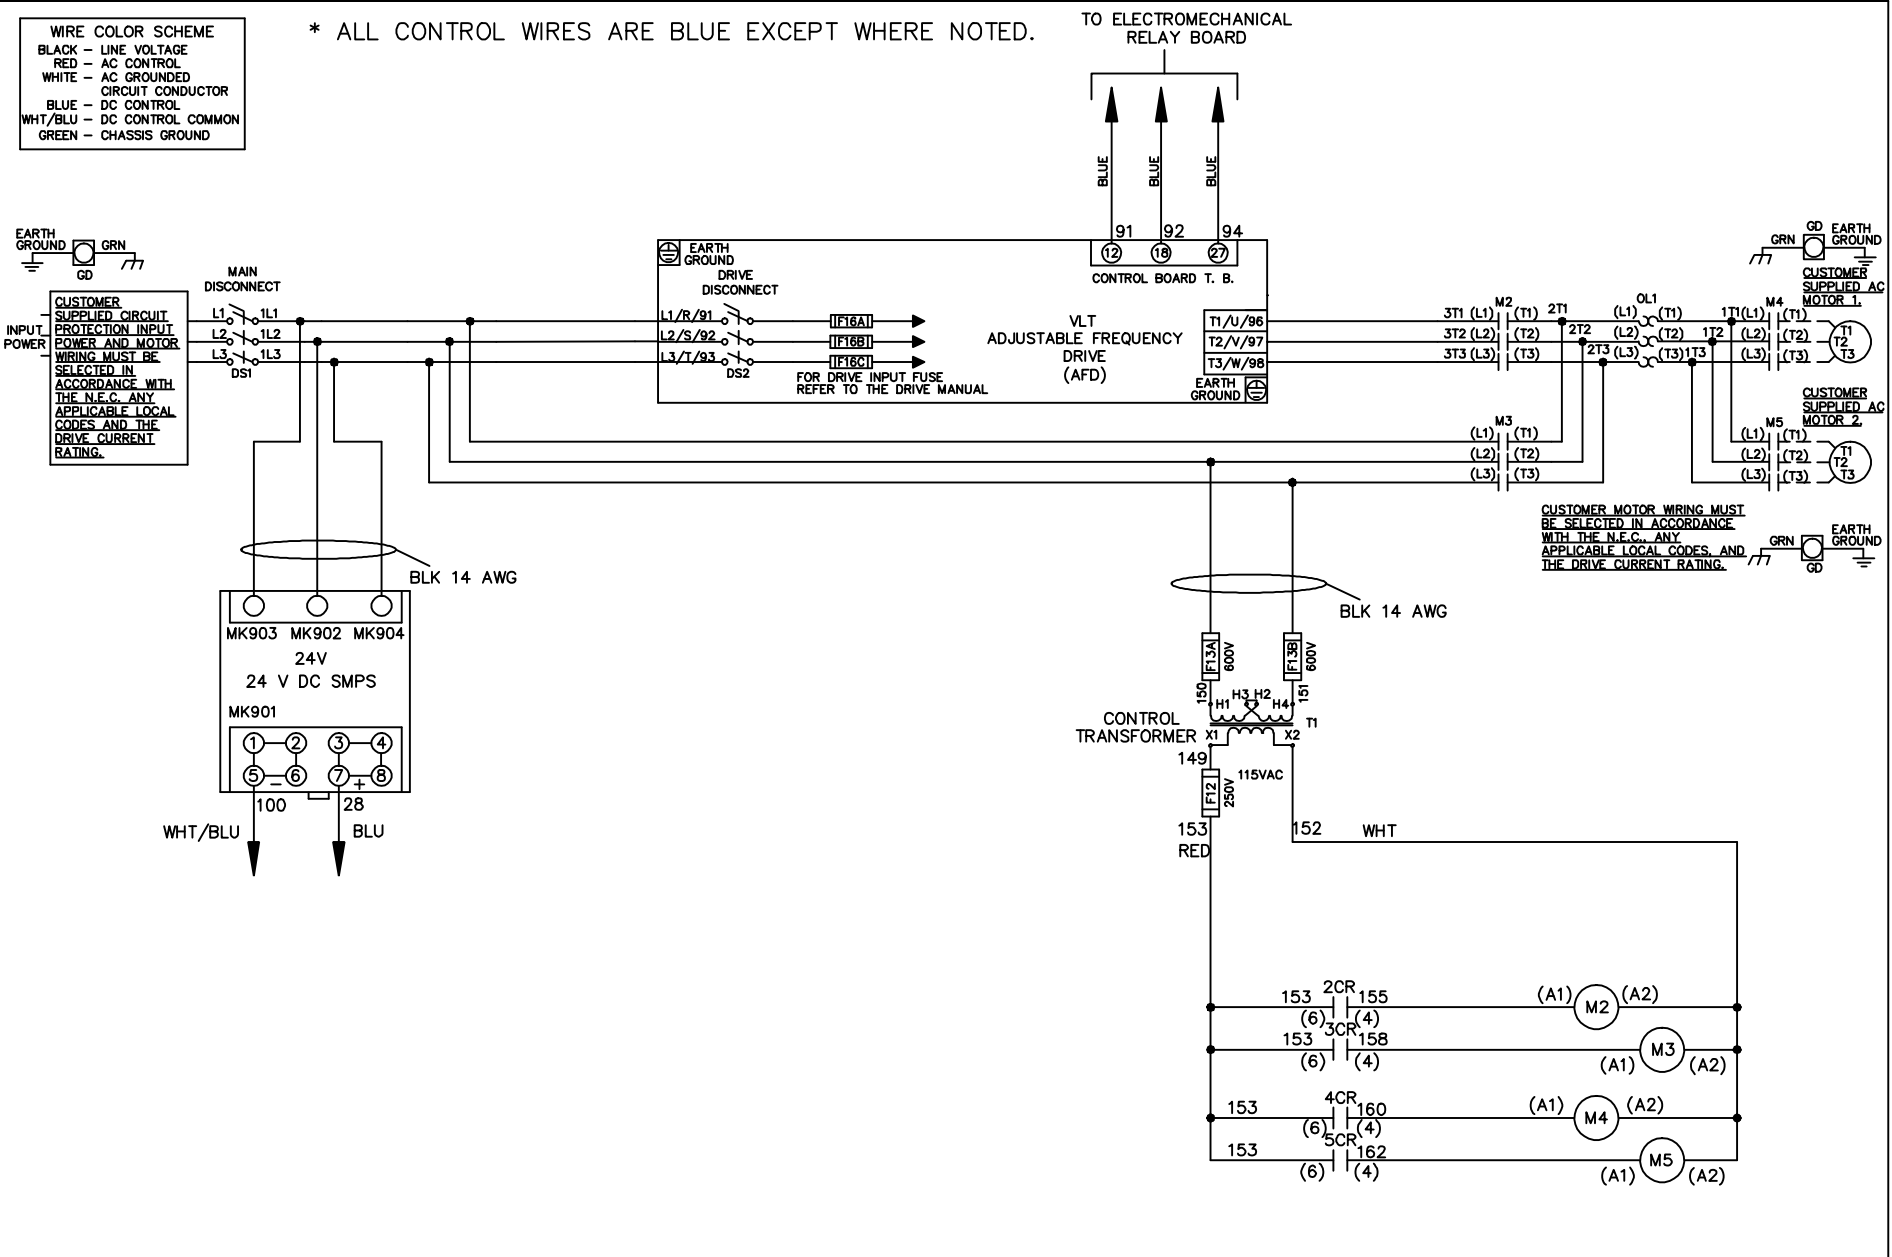 WIRE COLOR SCHEME
BLACK – LINE VOLTAGE
RED – AC CONTROL
WHITE – AC GROUNDED
CIRCUIT CONDUCTOR
BLUE – DC CONTROL
WHT/BLU – DC CONTROL COMMON
GREEN – CHASSIS GROUND
* ALL CONTROL WIRES ARE BLUE EXCEPT WHERE NOTED.
TO ELECTROMECHANICAL
RELAY BOARD
BLUE
BLUE
BLUE
91 92 94
12 18 27
CONTROL BOARD T. B.
EARTH
GROUND
GRN
GD
INPUT
POWER
CUSTOMER
SUPPLIED CIRCUIT
PROTECTION INPUT
POWER AND MOTOR
WIRING MUST BE
SELECTED IN
ACCORDANCE WITH
THE N.E.C. ANY
APPLICABLE LOCAL
CODES AND THE
DRIVE CURRENT
RATING.
MAIN
DISCONNECT
L1 1L1
L2 1L2
L3 1L3
DS1
EARTH
GROUND
DRIVE
DISCONNECT
L1/R/91
L2/S/92
L3/T/93
DS2
F16A
F16B
F16C
FOR DRIVE INPUT FUSE
REFER TO THE DRIVE MANUAL
VLT
ADJUSTABLE FREQUENCY
DRIVE
(AFD)
T1/U/96
T2/V/97
T3/W/98
EARTH
GROUND
M2
3T1 (L1) (T1) 2T1
3T2 (L2) (T2) 2T2
3T3 (L3) (T3) 2T3
OL1
(L1) (T1) 1T1
(L2) (T2) 1T2
(L3) (T3) 1T3
M4
(L1) (T1)
(L2) (T2)
(L3) (T3)
T1
T2
T3
GRN
GD
EARTH
GROUND
CUSTOMER
SUPPLIED AC
MOTOR 1.
M3
(L1) (T1)
(L2) (T2)
(L3) (T3)
M5
(L1) (T1)
(L2) (T2)
(L3) (T3)
T1
T2
T3
CUSTOMER
SUPPLIED AC
MOTOR 2.
CUSTOMER MOTOR WIRING MUST
BE SELECTED IN ACCORDANCE
WITH THE N.E.C., ANY
APPLICABLE LOCAL CODES, AND
THE DRIVE CURRENT RATING.
GRN
GD
EARTH
GROUND
BLK 14 AWG
MK903 MK902 MK904
24V
24 V DC SMPS
MK901
1 2 3 4
5 – 6 7 + 8
100 28
WHT/BLU BLU
BLK 14 AWG
F13A
600V
F13B
600V
150
151
H1 H3 H2 H4
T1
CONTROL
TRANSFORMER
X1 X2
149
115VAC
F12
250V
153
RED
152 WHT
2CR
153 155 (A1) M2 (A2)
(6) (4)
3CR
153 158 M3
(6) (4) (A1) (A2)
4CR
153 160 (A1) M4 (A2)
(6) (4)
5CR
153 162 M5
(6) (4) (A1) (A2)